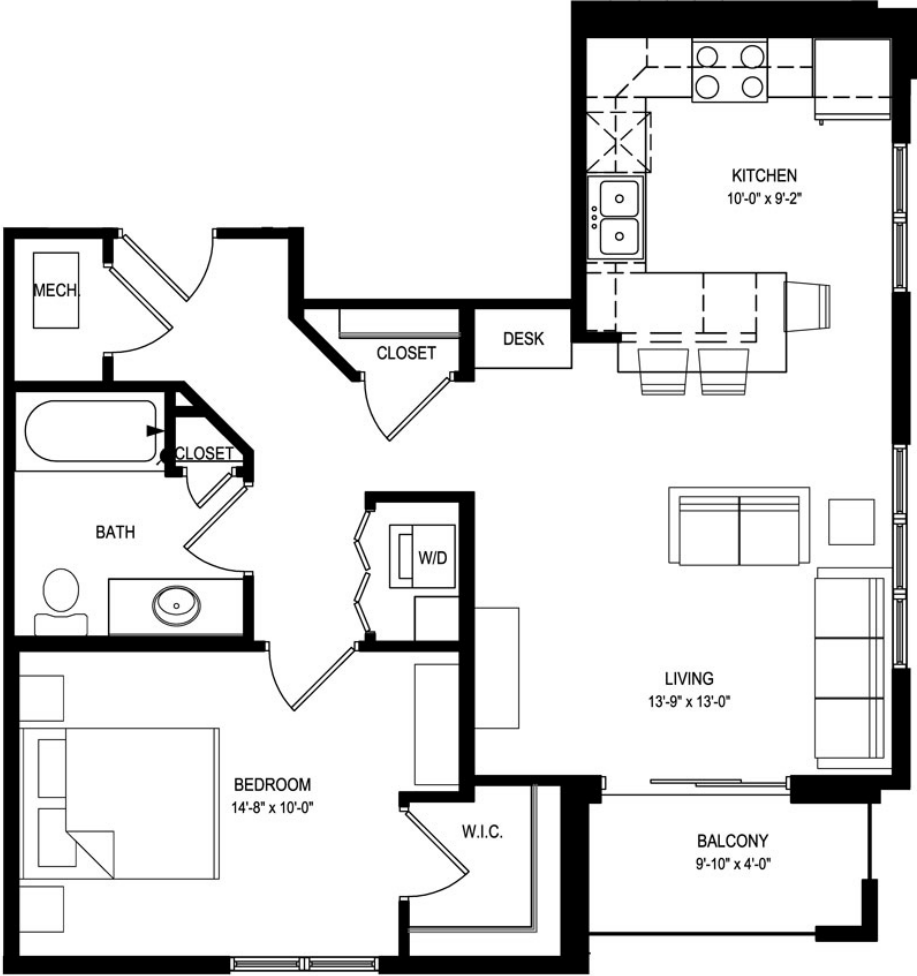 KITCHEN
10'-0" x 9'-2"
MECH.
DESK
CLOSET
CLOSET
BATH
W/D
LIVING
13'-9" x 13'-0"
BEDROOM
14'-8" x 10'-0"
W.I.C.
BALCONY
9'-10" x 4'-0"